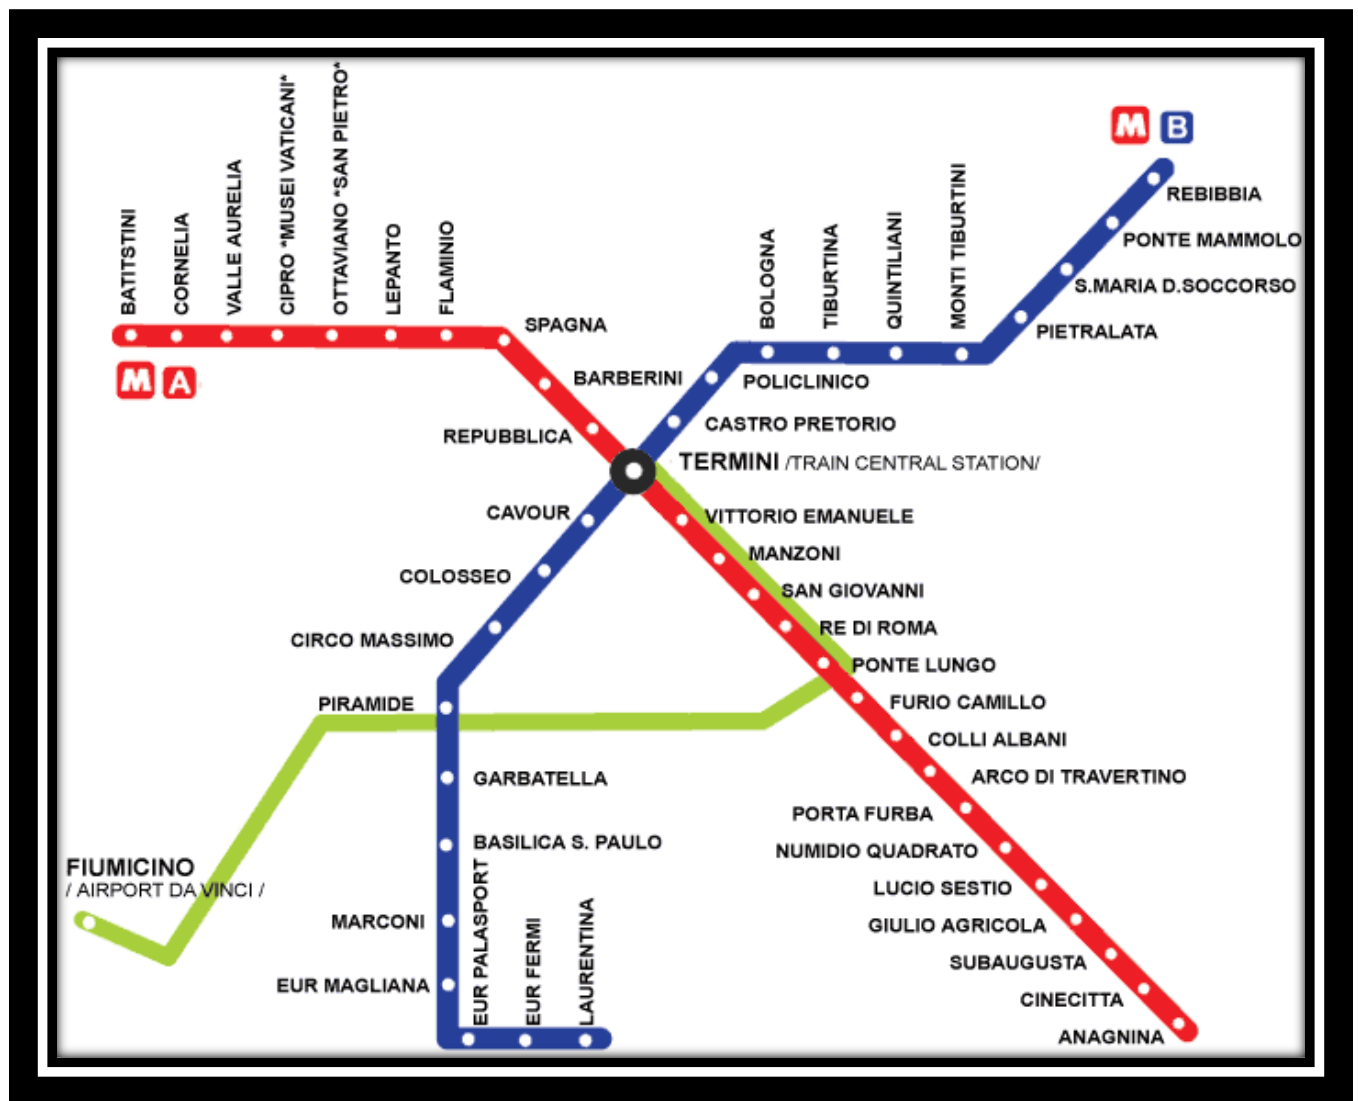 BATITSTINI
CORNELIA
VALLE AURELIA
CIPRO *MUSEI VATICANI*
OTTAVIANO *SAN PIETRO*
LEPANTO
FLAMINIO
SPAGNA
BARBERINI
REPUBBLICA
M A
M B
REBIBBIA
PONTE MAMMOLO
S.MARIA D.SOCCORSO
PIETRALATA
MONTI TIBURTINI
QUINTILIANI
TIBURTINA
BOLOGNA
POLICLINICO
CASTRO PRETORIO
TERMINI /TRAIN CENTRAL STATION/
CAVOUR
COLOSSEO
CIRCO MASSIMO
PIRAMIDE
GARBATELLA
BASILICA S. PAULO
MARCONI
EUR MAGLIANA
EUR PALASPORT
EUR FERMI
LAURENTINA
VITTORIO EMANUELE
MANZONI
SAN GIOVANNI
RE DI ROMA
PONTE LUNGO
FURIO CAMILLO
COLLI ALBANI
ARCO DI TRAVERTINO
PORTA FURBA
NUMIDIO QUADRATO
LUCIO SESTIO
GIULIO AGRICOLA
SUBAUGUSTA
CINECITTA
ANAGNINA
FIUMICINO
/ AIRPORT DA VINCI /